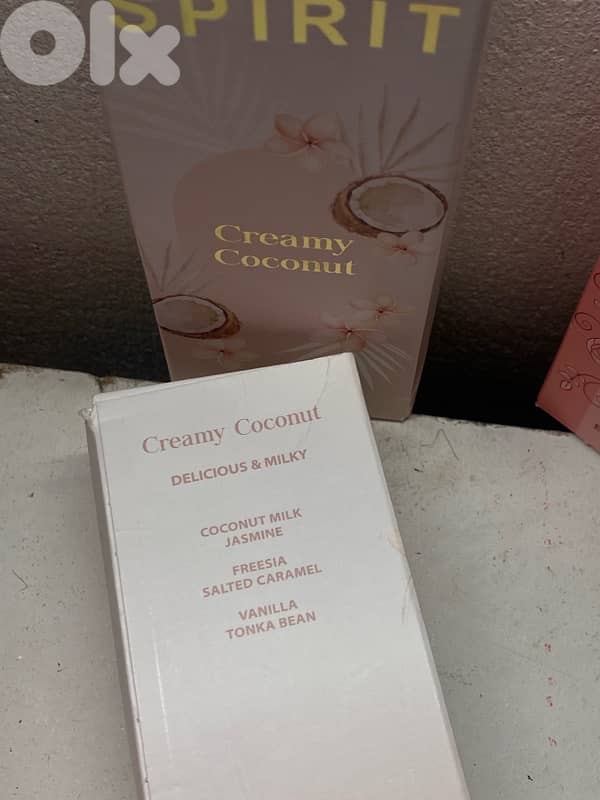 olx
SPIRIT
Creamy
Coconut
Creamy Coconut
DELICIOUS & MILKY
COCONUT MILK
JASMINE
FREESIA
SALTED CARAMEL
VANILLA
TONKA BEAN